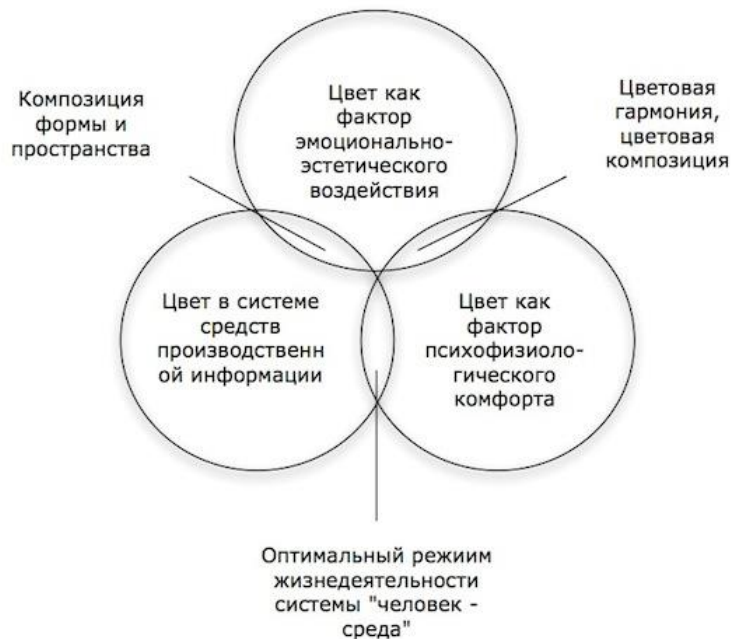 Композиция
формы и
пространства
Цвет как
фактор
эмоционально-
эстетического
воздействия
Цветовая
гармония,
цветовая
композиция
Цвет в системе
средств
производственн
ой информации
Цвет как
фактор
психофизиоло-
гического
комфорта
Оптимальный режиим
жизнедеятельности
системы "человек -
среда"